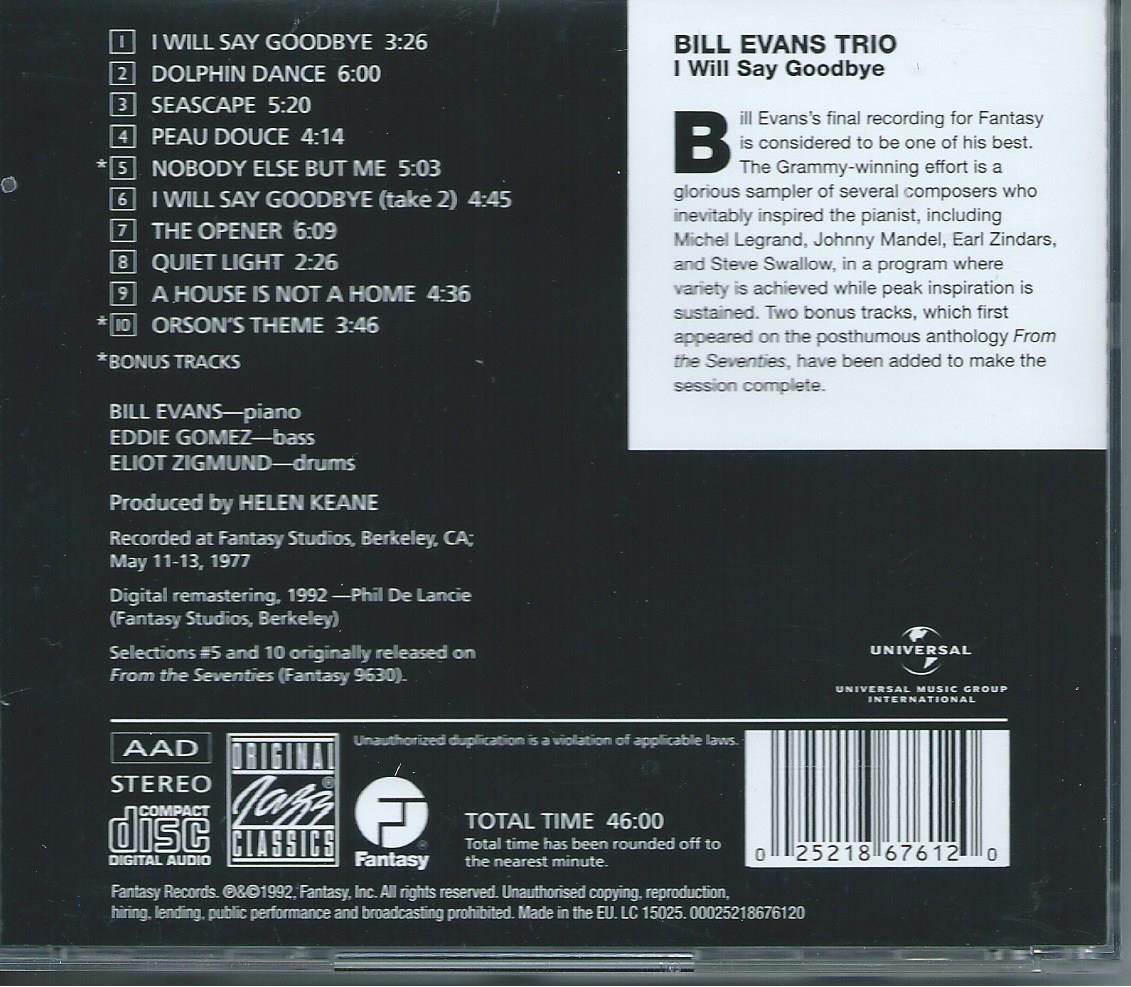 1 I WILL SAY GOODBYE 3:26
2 DOLPHIN DANCE 6:00
3 SEASCAPE 5:20
4 PEAU DOUCE 4:14
*5 NOBODY ELSE BUT ME 5:03
6 I WILL SAY GOODBYE (take 2) 4:45
7 THE OPENER 6:09
8 QUIET LIGHT 2:26
9 A HOUSE IS NOT A HOME 4:36
*10 ORSON'S THEME 3:46
*BONUS TRACKS
BILL EVANS—piano
EDDIE GOMEZ—bass
ELIOT ZIGMUND—drums
Produced by HELEN KEANE
Recorded at Fantasy Studios, Berkeley, CA;
May 11-13, 1977
Digital remastering, 1992 —Phil De Lancie
(Fantasy Studios, Berkeley)
Selections #5 and 10 originally released on
From the Seventies (Fantasy 9630).
BILL EVANS TRIO
I Will Say Goodbye
Bill Evans's final recording for Fantasy
is considered to be one of his best.
The Grammy-winning effort is a
glorious sampler of several composers who
inevitably inspired the pianist, including
Michel Legrand, Johnny Mandel, Earl Zindars,
and Steve Swallow, in a program where
variety is achieved while peak inspiration is
sustained. Two bonus tracks, which first
appeared on the posthumous anthology From
the Seventies, have been added to make the
session complete.
UNIVERSAL
UNIVERSAL MUSIC GROUP
INTERNATIONAL
AAD
STEREO
COMPACT
disc
DIGITAL AUDIO
ORIGINAL
Jazz®
CLASSICS
Unauthorized duplication is a violation of applicable laws.
F
Fantasy®
TOTAL TIME 46:00
Total time has been rounded off to
the nearest minute.
0 25218 67612 0
Fantasy Records. ℗&©1992, Fantasy, Inc. All rights reserved. Unauthorised copying, reproduction,
hiring, lending, public performance and broadcasting prohibited. Made in the EU. LC 15025. 00025218676120